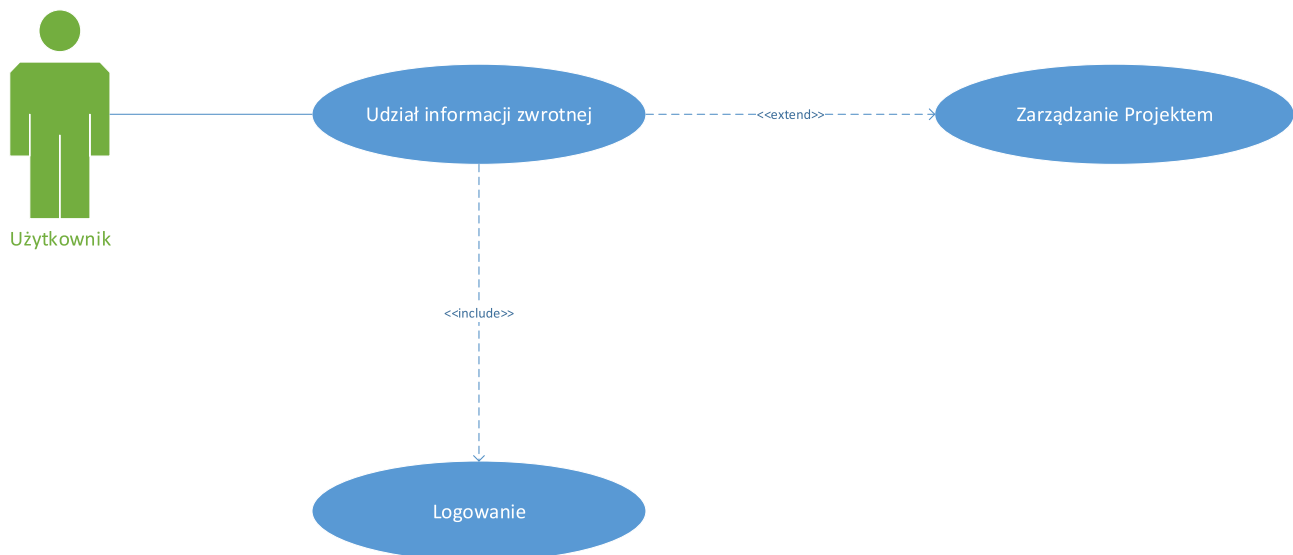 Udział informacji zwrotnej
<<extend>>
Zarządzanie Projektem
Użytkownik
<<include>>
Logowanie